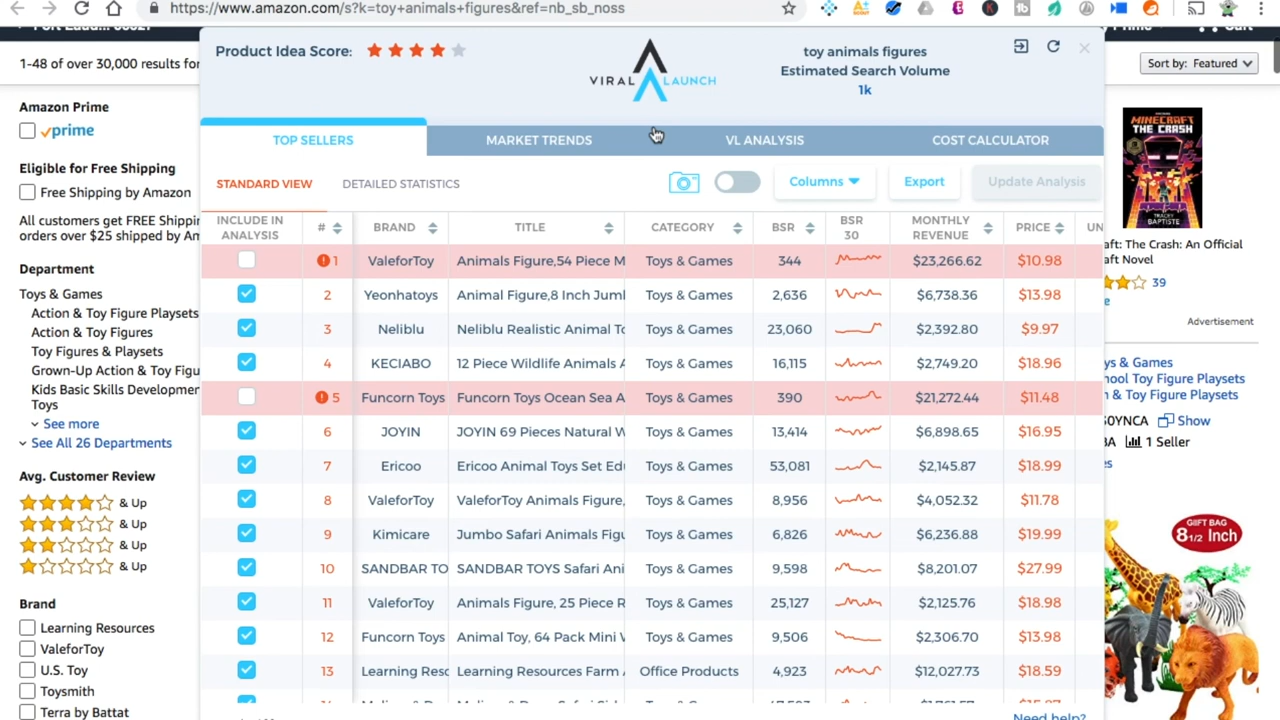 https://www.amazon.com/s?k=toy+animals+figures&ref=nb_sb_noss
1-48 of over 30,000 results for
Sort by: Featured
Amazon Prime
prime
Eligible for Free Shipping
Free Shipping by Amazon
All customers get FREE Shippin
orders over $25 shipped by Am
Department
Toys & Games
Action & Toy Figure Playsets
Action & Toy Figures
Toy Figures & Playsets
Grown-Up Action & Toy Figu
Kids Basic Skills Developmen
Toys
See more
See All 26 Departments
Avg. Customer Review
& Up
& Up
& Up
& Up
Brand
Learning Resources
ValeforToy
U.S. Toy
Toysmith
Terra by Battat
Product Idea Score:
VIRAL LAUNCH
toy animals figures
Estimated Search Volume
1k
TOP SELLERS MARKET TRENDS VL ANALYSIS COST CALCULATOR
STANDARD VIEW DETAILED STATISTICS Columns Export Update Analysis
INCLUDE IN ANALYSIS # BRAND TITLE CATEGORY BSR BSR 30 MONTHLY REVENUE PRICE UN
1 ValeforToy Animals Figure,54 Piece M Toys & Games 344 $23,266.62 $10.98
2 Yeonhatoys Animal Figure,8 Inch Jumb Toys & Games 2,636 $6,738.36 $13.98
3 Neliblu Neliblu Realistic Animal To Toys & Games 23,060 $2,392.80 $9.97
4 KECIABO 12 Piece Wildlife Animals A Toys & Games 16,115 $2,749.20 $18.96
5 Funcorn Toys Funcorn Toys Ocean Sea A Toys & Games 390 $21,272.44 $11.48
6 JOYIN JOYIN 69 Pieces Natural W Toys & Games 13,414 $6,898.65 $16.95
7 Ericoo Ericoo Animal Toys Set Edu Toys & Games 53,081 $2,145.87 $18.99
8 ValeforToy ValeforToy Animals Figure, Toys & Games 8,956 $4,052.32 $11.78
9 Kimicare Jumbo Safari Animals Figu Toys & Games 6,826 $6,236.88 $19.99
10 SANDBAR TO SANDBAR TOYS Safari Ani Toys & Games 9,598 $8,201.07 $27.99
11 ValeforToy Animals Figure, 25 Piece R Toys & Games 25,127 $2,125.76 $18.98
12 Funcorn Toys Animal Toy, 64 Pack Mini W Toys & Games 9,506 $2,306.70 $13.98
13 Learning Reso Learning Resources Farm A Office Products 4,923 $12,027.73 $18.59
Need help?
MINECRAFT
THE CRASH
TRACEY
BAPTISTE
aft: The Crash: An Official
aft Novel
39
Advertisement
ys & Games
hool Toy Figure Playsets
n & Toy Figure Playsets
SOYNCA Show
BA 1 Seller
es
GIFT BAG
8 1/2 Inch